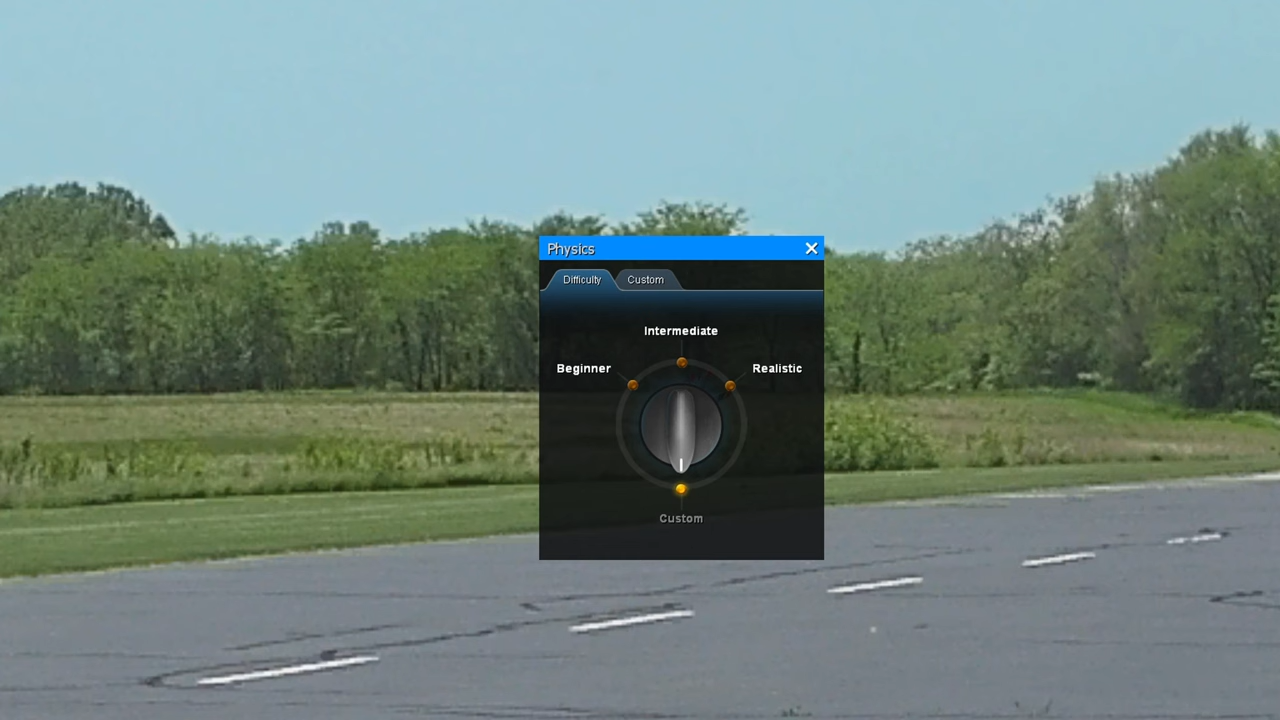 Physics
Difficulty Custom
Intermediate
Beginner
Realistic
Custom